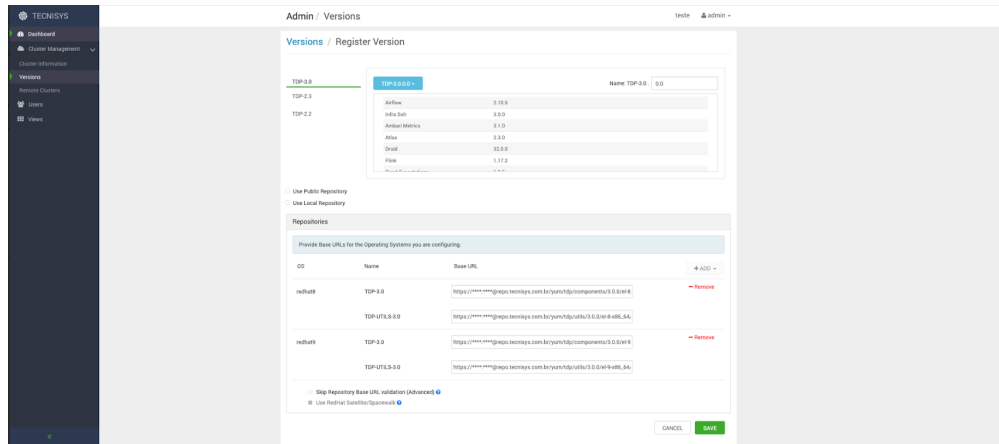 TECNISYS
Admin / Versions
teste admin
Dashboard
Cluster Management
Cluster Information
Versions
Remote Clusters
Users
Views
Versions / Register Version
TDP-3.0
TDP-2.3
TDP-2.2
TDP-3.0.0.0
Name: TDP-3.0 . 0.0
Airflow 2.10.5
Infra Solr 3.0.0
Ambari Metrics 3.1.0
Atlas 2.3.0
Druid 32.0.0
Flink 1.17.2
Use Public Repository
Use Local Repository
Repositories
Provide Base URLs for the Operating Systems you are configuring.
OS Name Base URL + ADD
redhat8 TDP-3.0 https://****:****@repo.tecnisys.com.br/yum/tdp/components/3.0.0/el-8 Remove
TDP-UTILS-3.0 https://****:****@repo.tecnisys.com.br/yum/tdp/utils/3.0.0/el-8-x86_64/
redhat9 TDP-3.0 https://****:****@repo.tecnisys.com.br/yum/tdp/components/3.0.0/el-9 Remove
TDP-UTILS-3.0 https://****:****@repo.tecnisys.com.br/yum/tdp/utils/3.0.0/el-9-x86_64/
Skip Repository Base URL validation (Advanced)
Use RedHat Satellite/Spacewalk
CANCEL SAVE